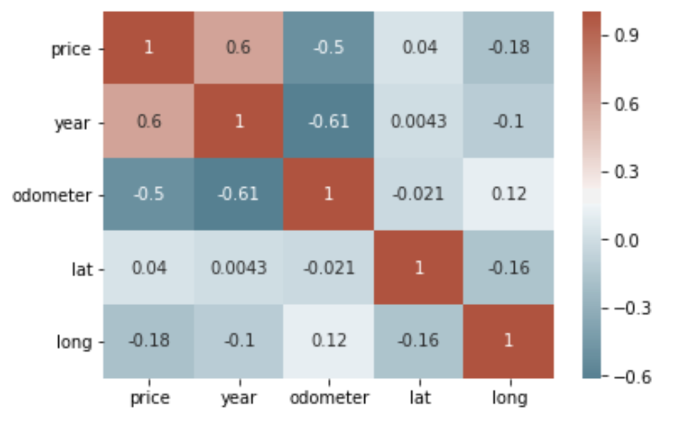 price 1 0.6 -0.5 0.04 -0.18
year 0.6 1 -0.61 0.0043 -0.1
odometer -0.5 -0.61 1 -0.021 0.12
lat 0.04 0.0043 -0.021 1 -0.16
long -0.18 -0.1 0.12 -0.16 1
price year odometer lat long
0.9
0.6
0.3
0.0
−0.3
−0.6